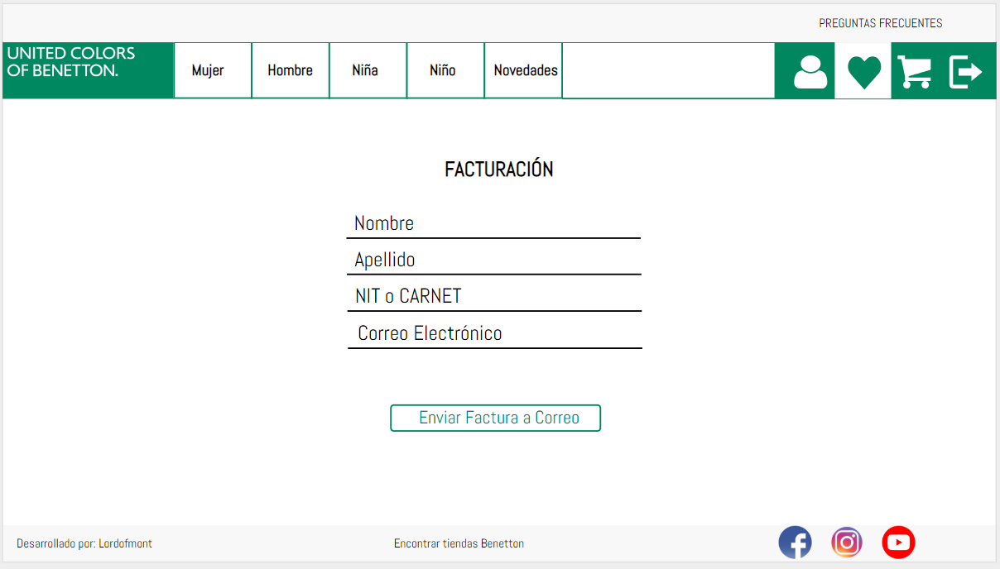 PREGUNTAS FRECUENTES
UNITED COLORS
OF BENETTON.
Mujer
Hombre
Niña
Niño
Novedades
FACTURACIÓN
Nombre
Apellido
NIT o CARNET
Correo Electrónico
Enviar Factura a Correo
Desarrollado por: Lordofmont
Encontrar tiendas Benetton